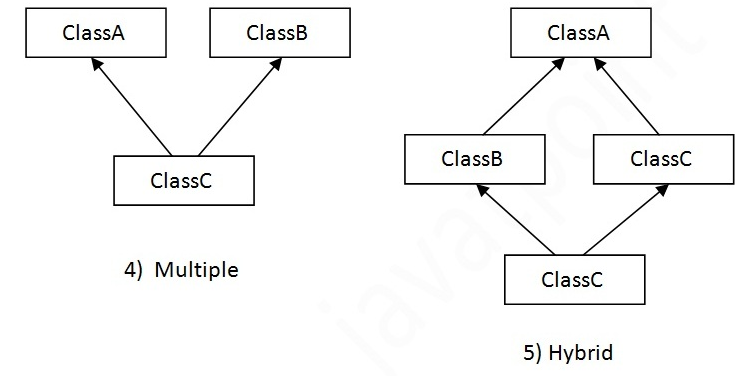 ClassA
ClassB
ClassC
4) Multiple
ClassA
ClassB
ClassC
ClassC
5) Hybrid
javatpoint